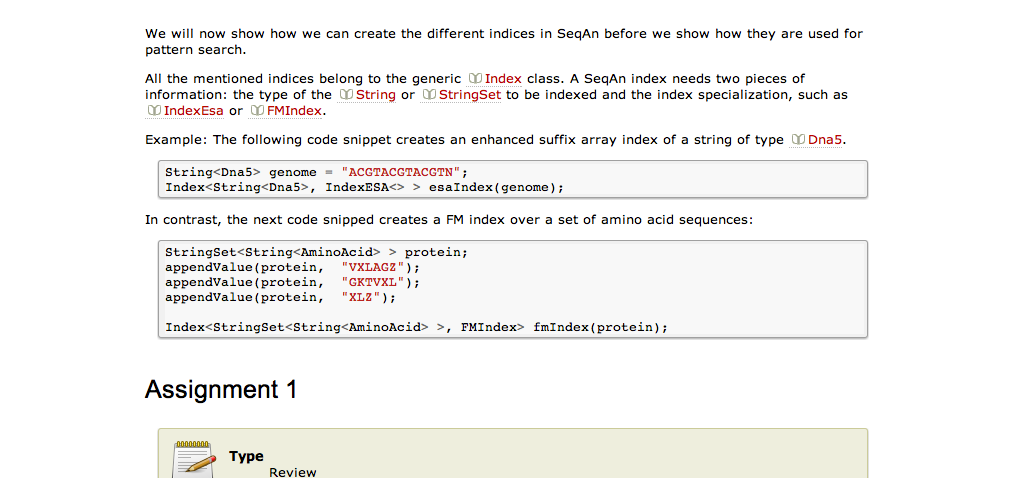 We will now show how we can create the different indices in SeqAn before we show how they are used for
pattern search.
All the mentioned indices belong to the generic Index class. A SeqAn index needs two pieces of
information: the type of the String or StringSet to be indexed and the index specialization, such as
IndexEsa or FMIndex.
Example: The following code snippet creates an enhanced suffix array index of a string of type Dna5.
String<Dna5> genome = "ACGTACGTACGTN";
Index<String<Dna5>, IndexESA<> > esaIndex(genome);
In contrast, the next code snipped creates a FM index over a set of amino acid sequences:
StringSet<String<AminoAcid> > protein;
appendValue(protein,  "VXLAGZ");
appendValue(protein,  "GKTVXL");
appendValue(protein,  "XLZ");
Index<StringSet<String<AminoAcid> >, FMIndex> fmIndex(protein);
Assignment 1
Type
Review